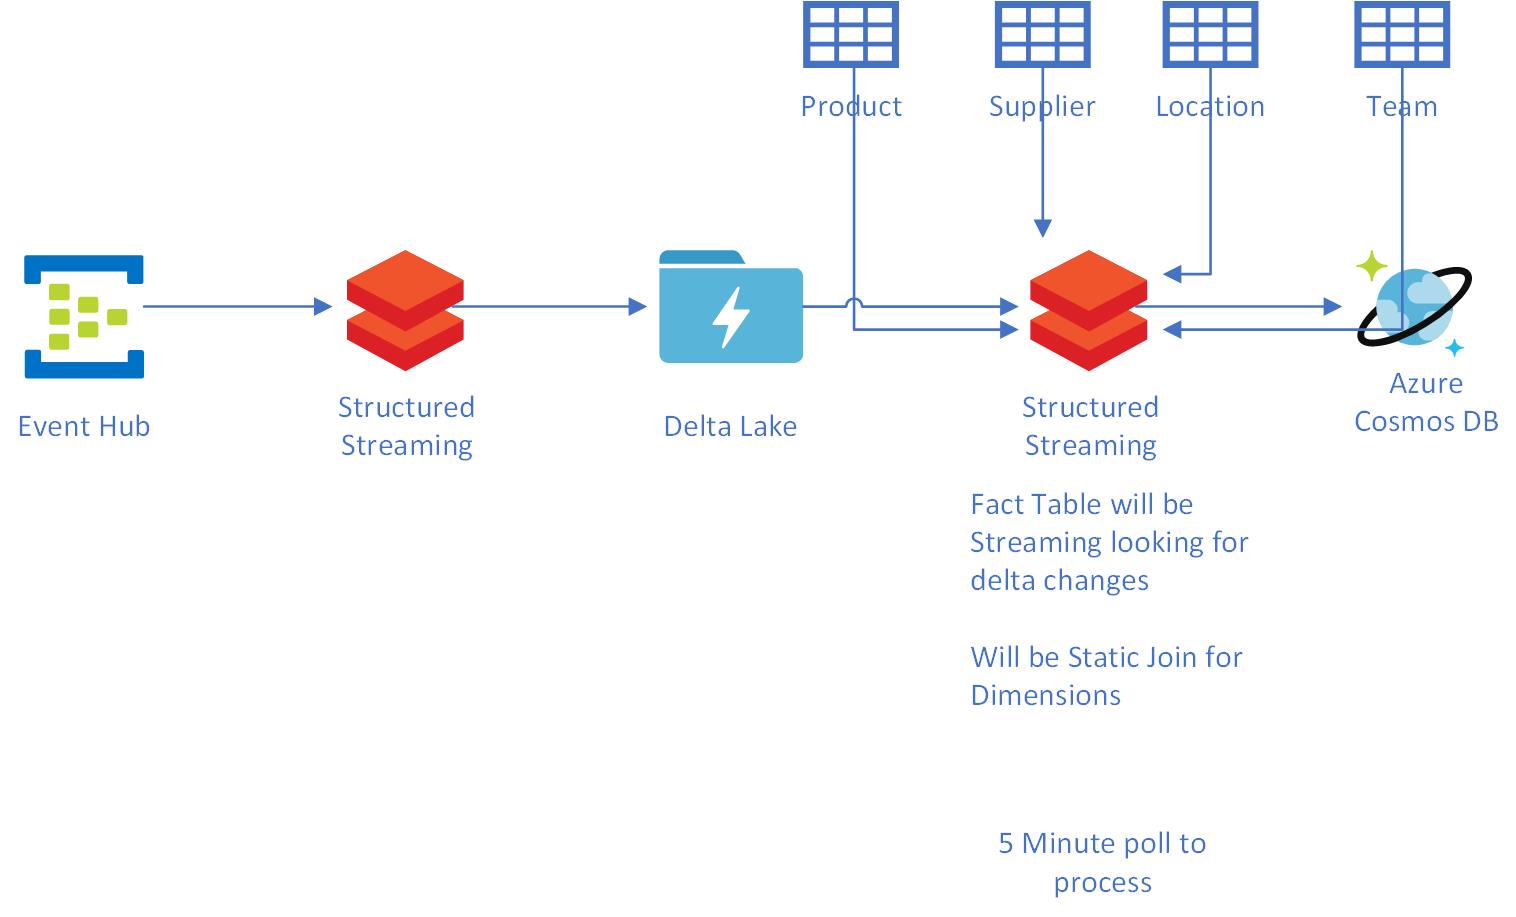 Product
Supplier
Location
Team
Event Hub
Structured
Streaming
Delta Lake
Structured
Streaming
Azure
Cosmos DB
Fact Table will be
Streaming looking for
delta changes
Will be Static Join for
Dimensions
5 Minute poll to
process